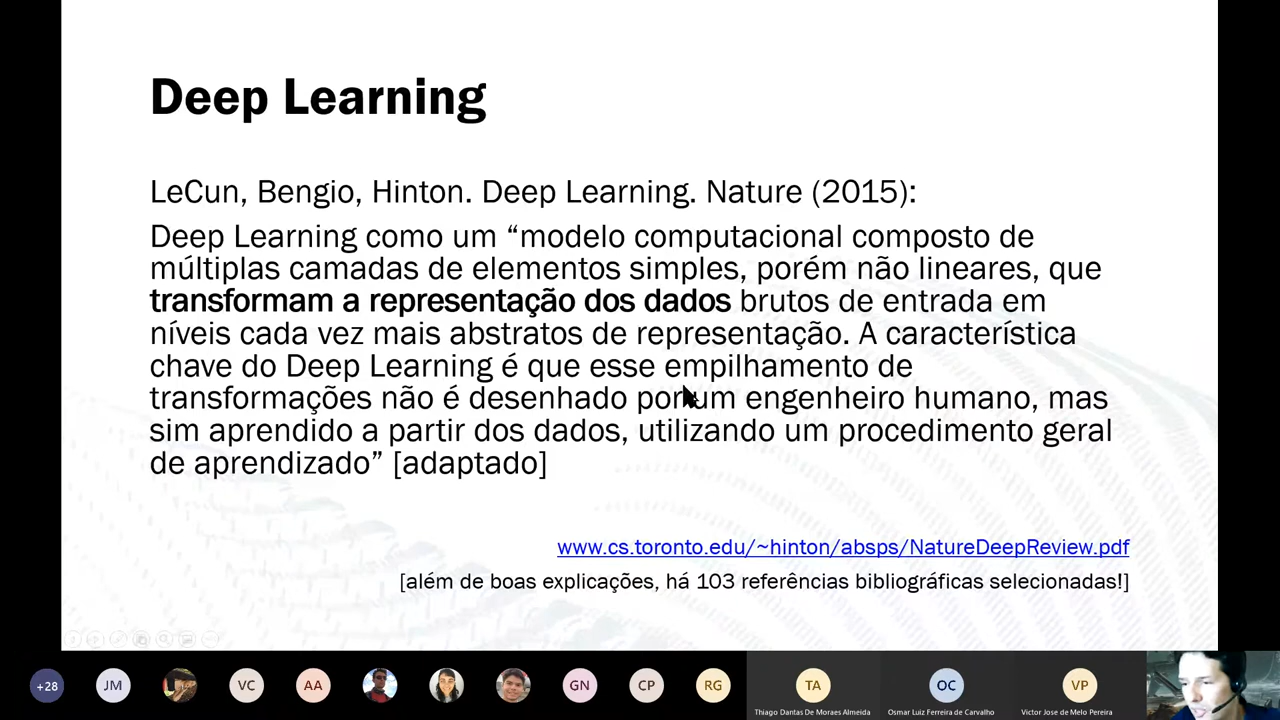 Deep Learning
LeCun, Bengio, Hinton. Deep Learning. Nature (2015):
Deep Learning como um “modelo computacional composto de
múltiplas camadas de elementos simples, porém não lineares, que
transformam a representação dos dados brutos de entrada em
níveis cada vez mais abstratos de representação. A característica
chave do Deep Learning é que esse empilhamento de
transformações não é desenhado por um engenheiro humano, mas
sim aprendido a partir dos dados, utilizando um procedimento geral
de aprendizado” [adaptado]
www.cs.toronto.edu/~hinton/absps/NatureDeepReview.pdf
[além de boas explicações, há 103 referências bibliográficas selecionadas!]
+28
JM
VC
AA
GN
CP
RG
TA
OC
VP
Thiago Dantas De Moraes Almeida
Osmar Luiz Ferreira de Carvalho
Victor Jose de Melo Pereira